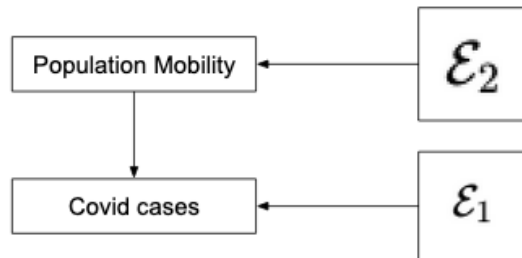 Population Mobility
ℰ₂
Covid cases
ℰ₁